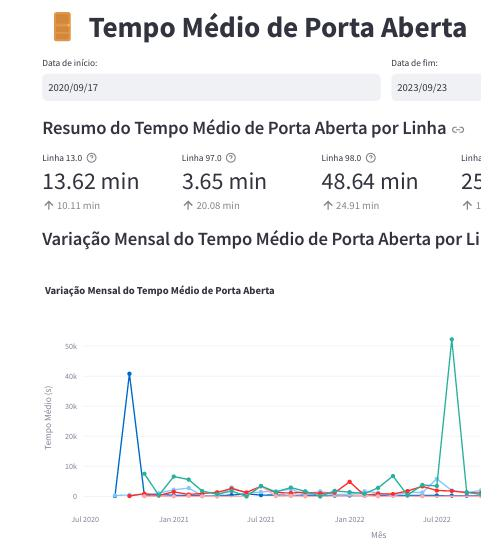 Tempo Médio de Porta Aberta
Data de início:
Data de fim:
2020/09/17
2023/09/23
Resumo do Tempo Médio de Porta Aberta por Linha
Linha 13.0
Linha 97.0
Linha 98.0
Linha
13.62 min
3.65 min
48.64 min
25
10.11 min
20.08 min
24.91 min
1
Variação Mensal do Tempo Médio de Porta Aberta por Li
Variação Mensal do Tempo Médio de Porta Aberta
Tempo Médio (s)
50k
40k
30k
20k
10k
0
Jul 2020
Jan 2021
Jul 2021
Jan 2022
Jul 2022
Mês